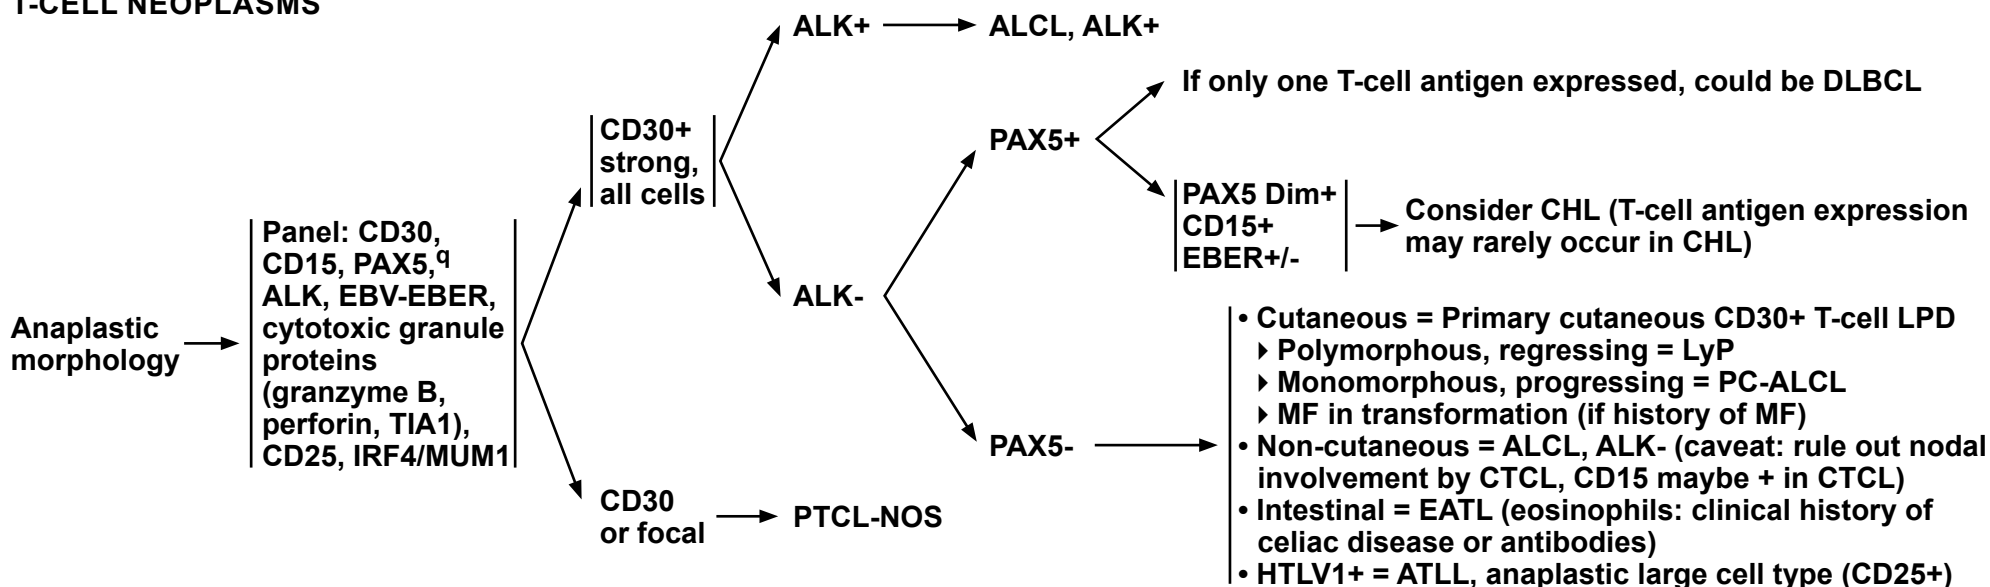 T-CELL NEOPLASMS
Anaplastic
morphology
Panel: CD30,
CD15, PAX5,q
ALK, EBV-EBER,
cytotoxic granule
proteins
(granzyme B,
perforin, TIA1),
CD25, IRF4/MUM1
CD30+
strong,
all cells
ALK+
ALCL, ALK+
ALK-
PAX5+
If only one T-cell antigen expressed, could be DLBCL
PAX5 Dim+
CD15+
EBER+/-
Consider CHL (T-cell antigen expression
may rarely occur in CHL)
PAX5-
• Cutaneous = Primary cutaneous CD30+ T-cell LPD
▸ Polymorphous, regressing = LyP
▸ Monomorphous, progressing = PC-ALCL
▸ MF in transformation (if history of MF)
• Non-cutaneous = ALCL, ALK- (caveat: rule out nodal
involvement by CTCL, CD15 maybe + in CTCL)
• Intestinal = EATL (eosinophils: clinical history of
celiac disease or antibodies)
• HTLV1+ = ATLL, anaplastic large cell type (CD25+)
CD30
or focal
PTCL-NOS